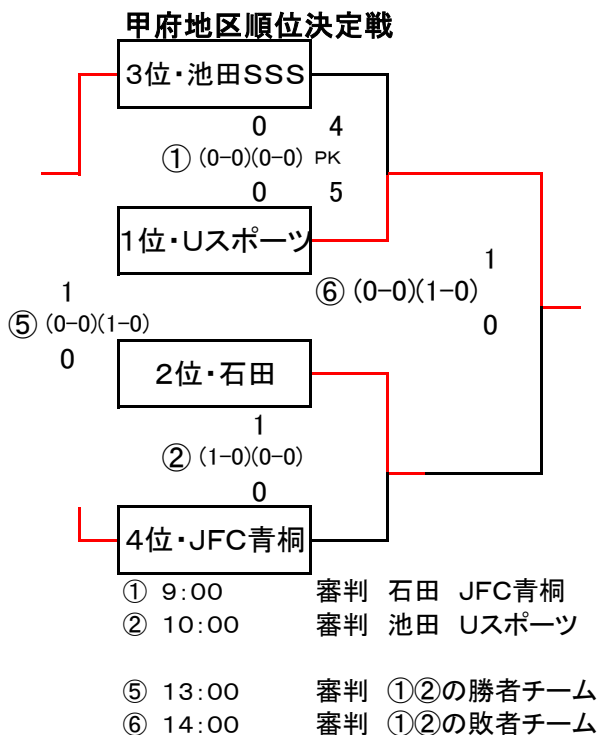 甲府地区順位決定戦
3位・池田SSS
0 4
① (0-0)(0-0) PK
0 5
1位・Uスポーツ
1
⑥ (0-0)(1-0)
0
1
⑤ (0-0)(1-0)
0
2位・石田
1
② (1-0)(0-0)
0
4位・JFC青桐
① 9:00 審判 石田 JFC青桐
② 10:00 審判 池田 Uスポーツ
⑤ 13:00 審判 ①②の勝者チーム
⑥ 14:00 審判 ①②の敗者チーム